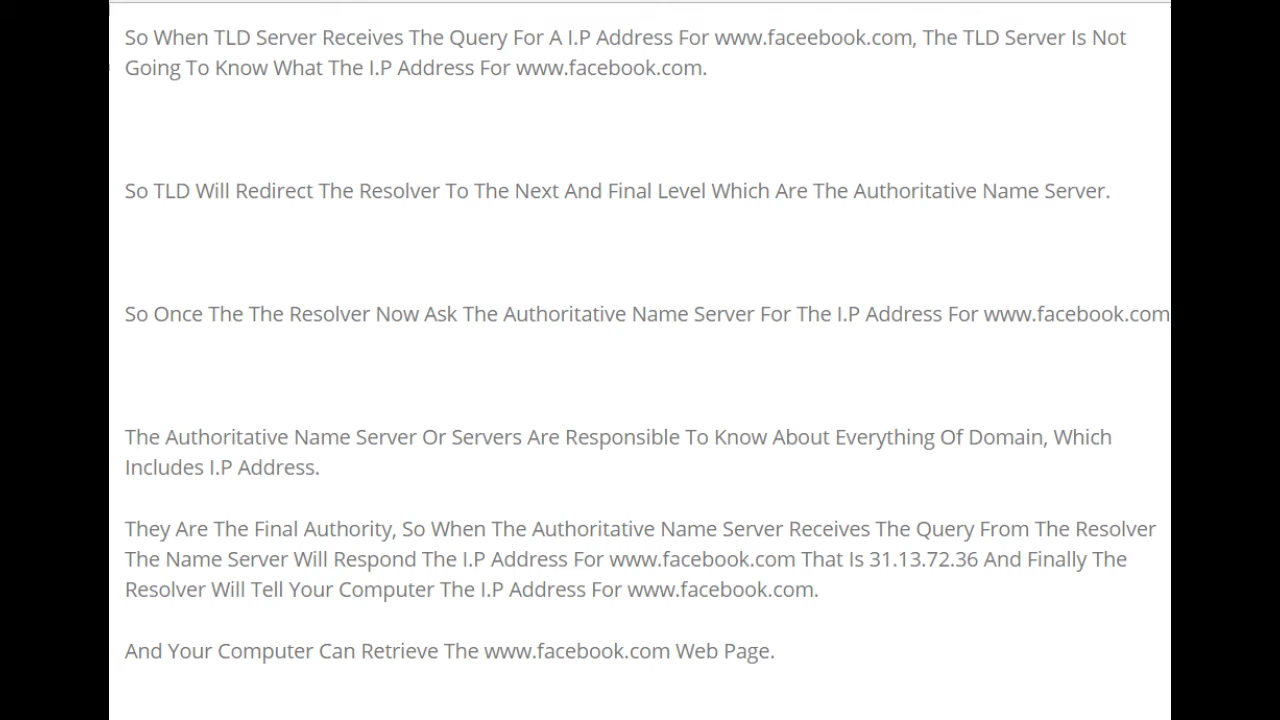 So When TLD Server Receives The Query For A I.P Address For www.faceebook.com, The TLD Server Is Not
Going To Know What The I.P Address For www.facebook.com.
So TLD Will Redirect The Resolver To The Next And Final Level Which Are The Authoritative Name Server.
So Once The The Resolver Now Ask The Authoritative Name Server For The I.P Address For www.facebook.com
The Authoritative Name Server Or Servers Are Responsible To Know About Everything Of Domain, Which
Includes I.P Address.
They Are The Final Authority, So When The Authoritative Name Server Receives The Query From The Resolver
The Name Server Will Respond The I.P Address For www.facebook.com That Is 31.13.72.36 And Finally The
Resolver Will Tell Your Computer The I.P Address For www.facebook.com.
And Your Computer Can Retrieve The www.facebook.com Web Page.